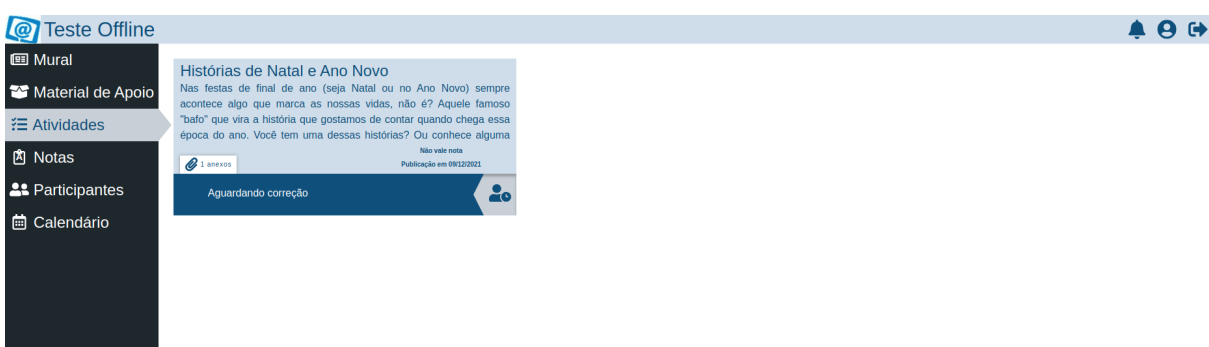 Teste Offline
Mural
Material de Apoio
Atividades
Notas
Participantes
Calendário
Histórias de Natal e Ano Novo
Nas festas de final de ano (seja Natal ou no Ano Novo) sempre
acontece algo que marca as nossas vidas, não é? Aquele famoso
"bafo" que vira a história que gostamos de contar quando chega essa
época do ano. Você tem uma dessas histórias? Ou conhece alguma
Não vale nota
1 anexos
Publicação em 09/12/2021
Aguardando correção